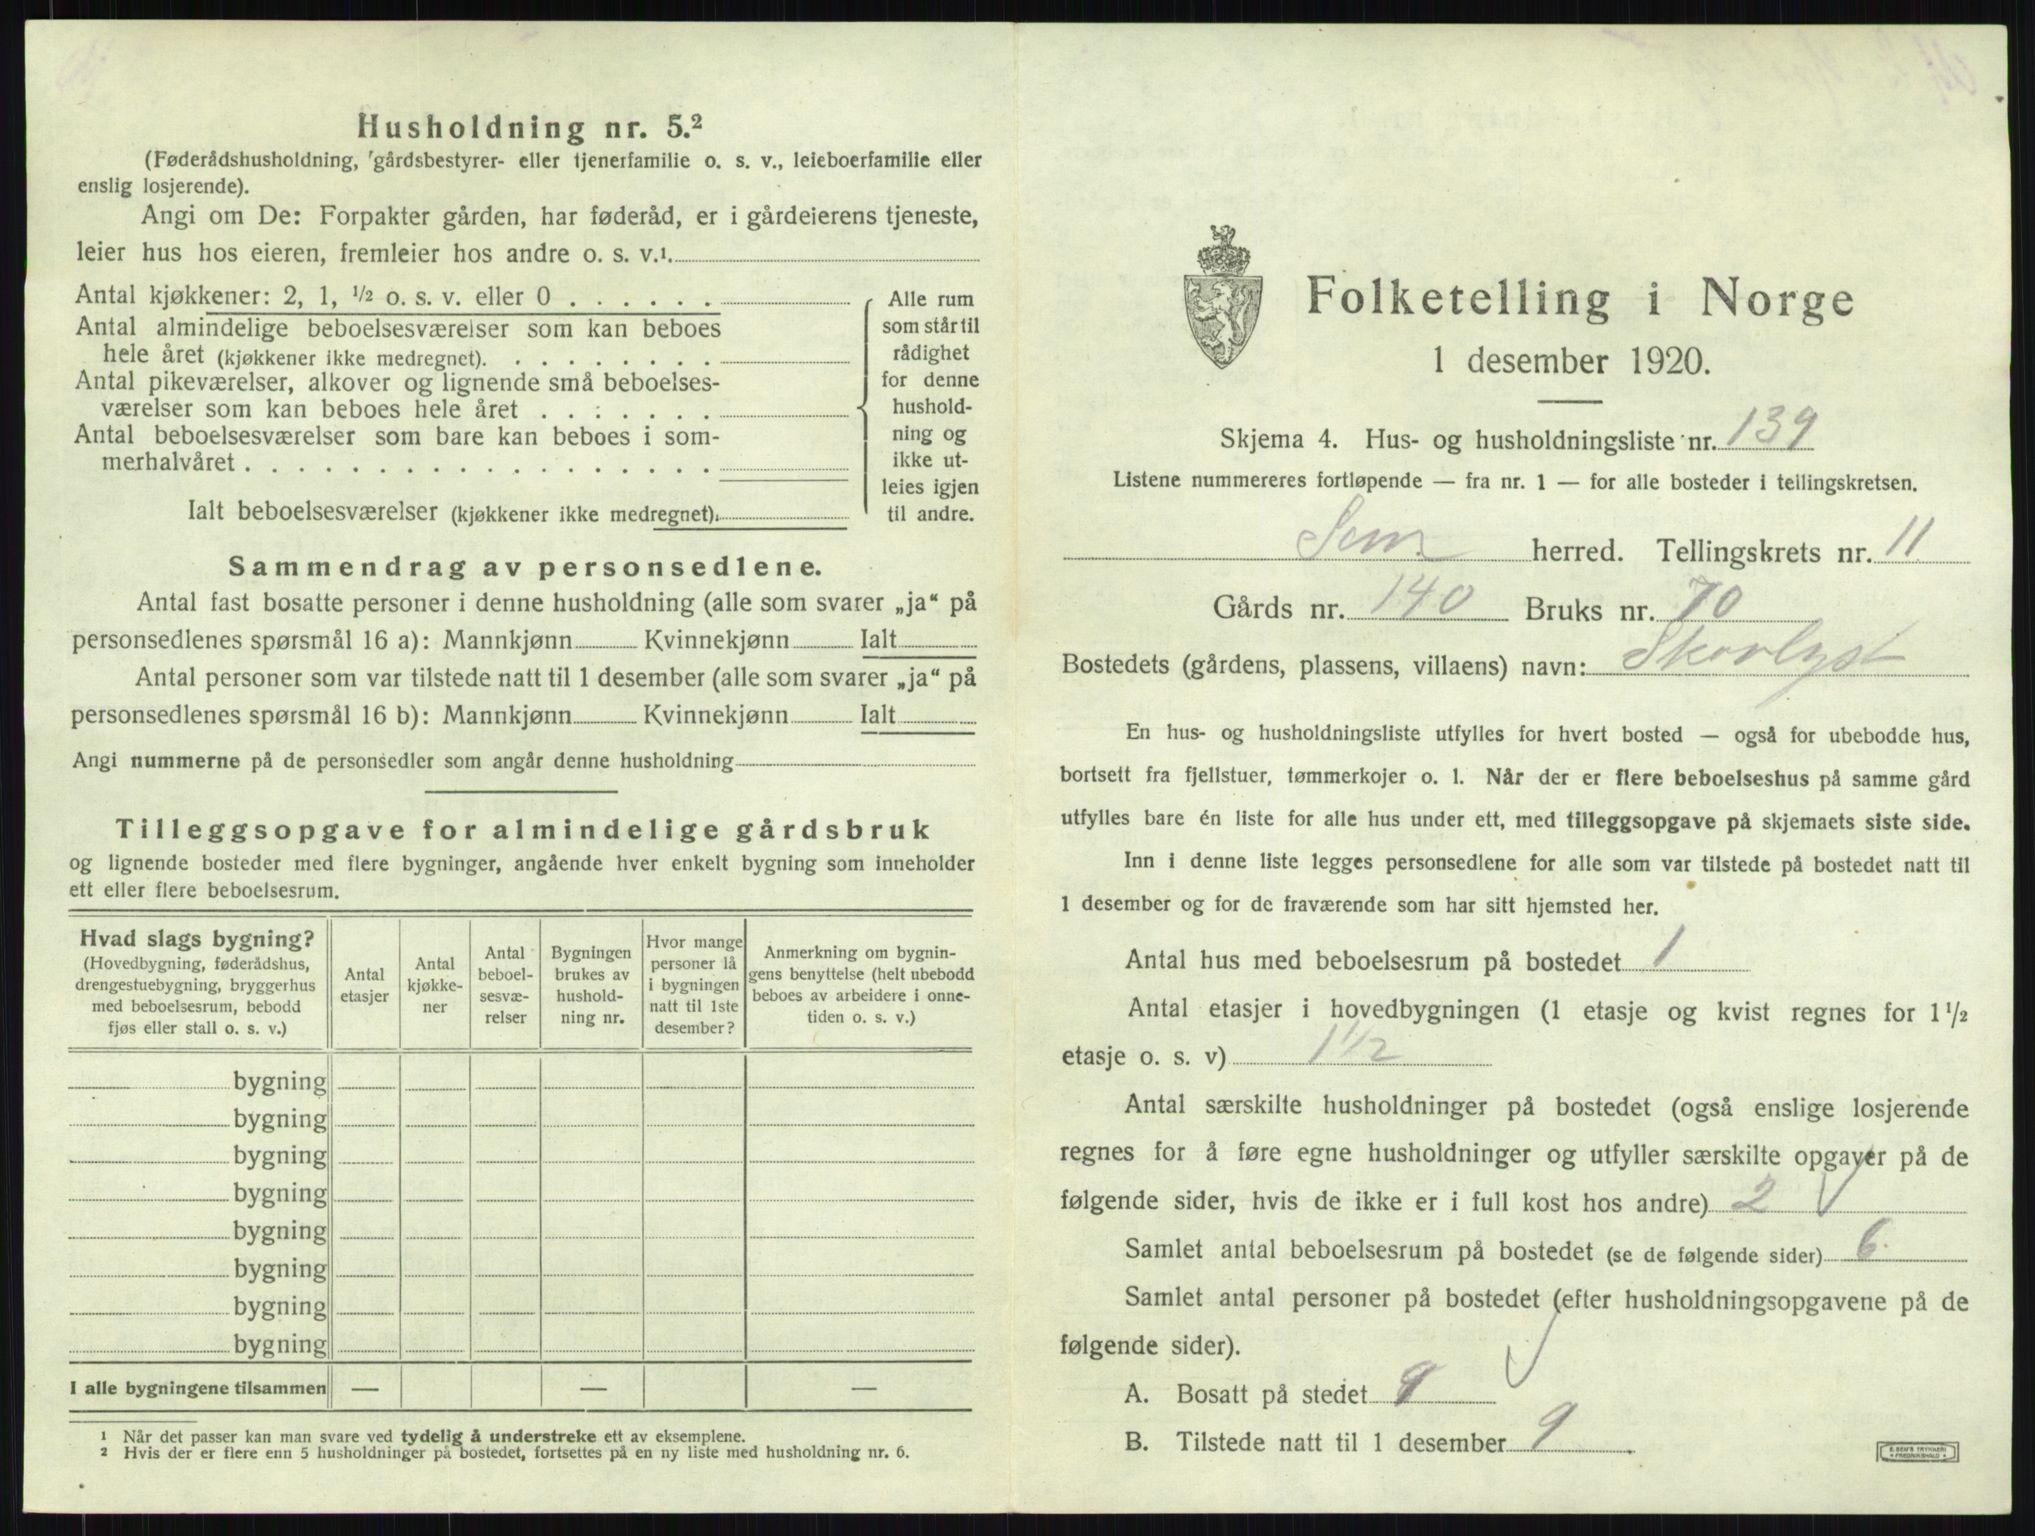 Husholdning nr. 5.²
(Føderådshusholdning, gårdsbestyrer- eller tjenerfamilie o. s. v., leieboerfamilie eller
enslig losjerende).
Angi om De: Forpakter gården, har føderåd, er i gårdeierens tjeneste,
leier hus hos eieren, fremleier hos andre o. s. v.¹.
Antal kjøkkener: 2, 1, ½ o. s. v. eller 0 . . . . . .
Antal almindelige beboelsesværelser som kan beboes
hele året (kjøkkener ikke medregnet). . . . . . . . .
Antal pikeværelser, alkover og lignende små beboelses-
værelser som kan beboes hele året . . . . . . .
Antal beboelsesværelser som bare kan beboes i som-
merhalvåret . . . . . . . . . . . . . . . . . .
Ialt beboelsesværelser (kjøkkener ikke medregnet).
Alle rum
som står til
rådighet
for denne
hushold-
ning og
ikke ut-
leies igjen
til andre.
Sammendrag av personsedlene.
Antal fast bosatte personer i denne husholdning (alle som svarer „ja“ på
personsedlenes spørsmål 16 a): Mannkjønn Kvinnekjønn Ialt
Antal personer som var tilstede natt til 1 desember (alle som svarer „ja“ på
personsedlenes spørsmål 16 b): Mannkjønn Kvinnekjønn Ialt
Angi nummerne på de personsedler som angår denne husholdning
Tilleggsopgave for almindelige gårdsbruk
og lignende bosteder med flere bygninger, angående hver enkelt bygning som inneholder
ett eller flere beboelsesrum.
Hvad slags bygning?
(Hovedbygning, føderådshus,
drengestuebygning, bryggerhus
med beboelsesrum, bebodd
fjøs eller stall o. s. v.)
Antal
etasjer
Antal
kjøkke-
ner
Antal
beboel-
sesvæ-
relser
Bygningen
brukes av
hushold-
ning nr.
Hvor mange
personer lå
i bygningen
natt til 1ste
desember?
Anmerkning om bygnin-
gens benyttelse (helt ubebodd
beboes av arbeidere i onne-
tiden o. s. v.)
bygning
bygning
bygning
bygning
bygning
bygning
bygning
bygning
I alle bygningene tilsammen — — —
¹ Når det passer kan man svare ved tydelig å understreke ett av eksemplene.
² Hvis der er flere enn 5 husholdninger på bostedet, fortsettes på en ny liste med husholdning nr. 6.
Folketelling i Norge
1 desember 1920.
Skjema 4. Hus- og husholdningsliste nr. 139
Listene nummereres fortløpende — fra nr. 1 — for alle bosteder i tellingskretsen.
Sem herred. Tellingskrets nr. 11
Gårds nr. 140 Bruks nr. 70
Bostedets (gårdens, plassens, villaens) navn: Skovlyst
En hus- og husholdningsliste utfylles for hvert bosted — også for ubebodde hus,
bortsett fra fjellstuer, tømmerkojer o. l. Når der er flere beboelseshus på samme gård
utfylles bare én liste for alle hus under ett, med tilleggsopgave på skjemaets siste side.
Inn i denne liste legges personsedlene for alle som var tilstede på bostedet natt til
1 desember og for de fraværende som har sitt hjemsted her.
Antal hus med beboelsesrum på bostedet 1
Antal etasjer i hovedbygningen (1 etasje og kvist regnes for 1½
etasje o. s. v) 1½
Antal særskilte husholdninger på bostedet (også enslige losjerende
regnes for å føre egne husholdninger og utfyller særskilte opgaver på de
følgende sider, hvis de ikke er i full kost hos andre) 2
Samlet antal beboelsesrum på bostedet (se de følgende sider) 6
Samlet antal personer på bostedet (efter husholdningsopgavene på de
følgende sider).
A. Bosatt på stedet 9
B. Tilstede natt til 1 desember 9
E. SEM'S TRYKKERI
FREDRIKSHALD